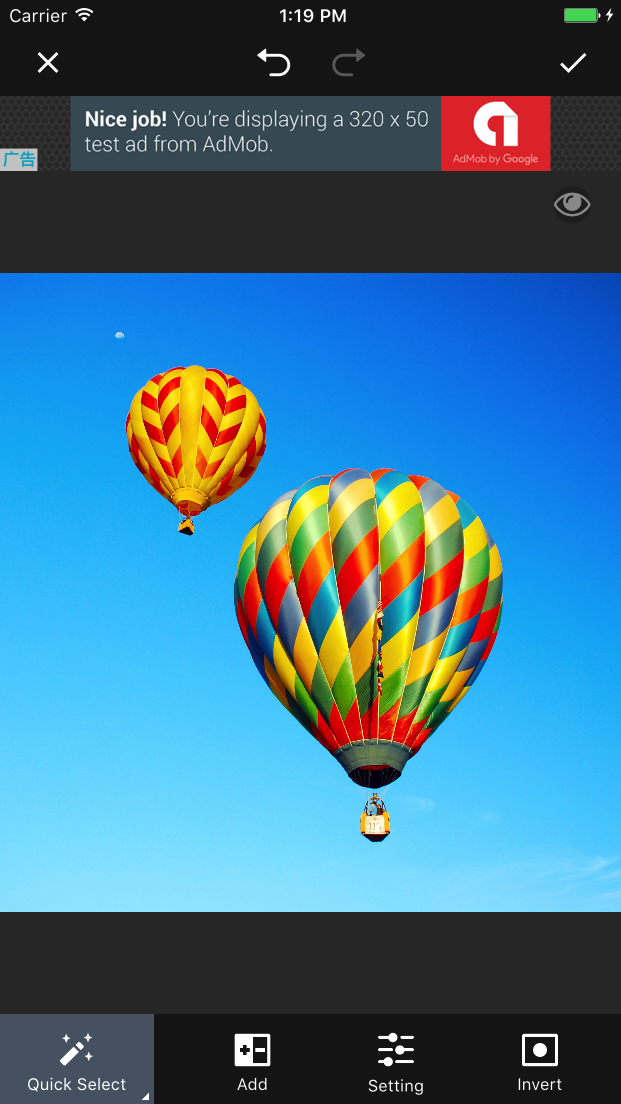 Carrier
1:19 PM
Nice job! You're displaying a 320 x 50
test ad from AdMob.
AdMob by Google
广告
Quick Select
Add
Setting
Invert